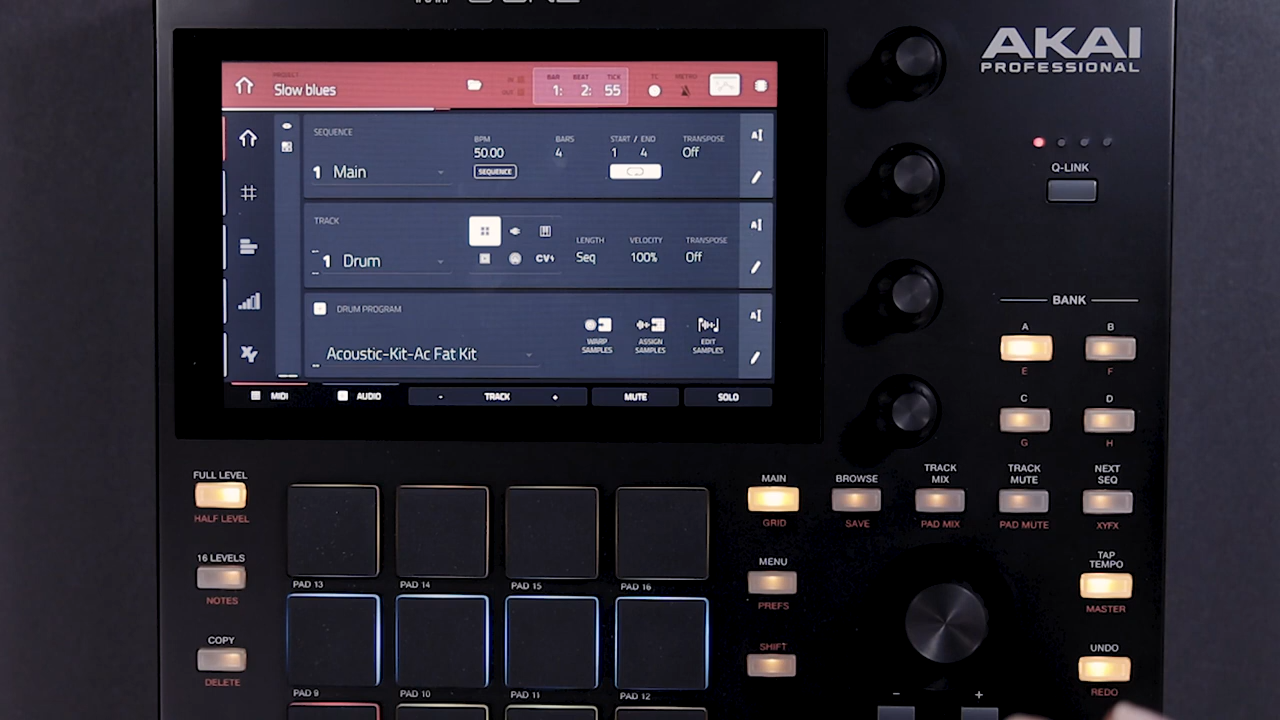 AKAI
PROFESSIONAL
PROJECT
Slow blues
IN
OUT
BAR BEAT TICK
1: 2: 55
TC METRO
SEQUENCE
1 Main
BPM
50.00
SEQUENCE
BARS
4
START / END
1 4
TRANSPOSE
Off
TRACK
1 Drum
CV
LENGTH
Seq
VELOCITY
100%
TRANSPOSE
Off
DRUM PROGRAM
Acoustic-Kit-Ac Fat Kit
WARP
SAMPLES
ASSIGN
SAMPLES
EDIT
SAMPLES
MIDI
AUDIO
- TRACK +
MUTE
SOLO
Q-LINK
BANK
A B
E F
C D
G H
FULL LEVEL
HALF LEVEL
16 LEVELS
NOTES
COPY
DELETE
PAD 13 PAD 14 PAD 15 PAD 16
PAD 9 PAD 10 PAD 11 PAD 12
MAIN
GRID
BROWSE
SAVE
TRACK
MIX
PAD MIX
TRACK
MUTE
PAD MUTE
NEXT
SEQ
XYFX
MENU
PREFS
SHIFT
TAP
TEMPO
MASTER
UNDO
REDO
− +